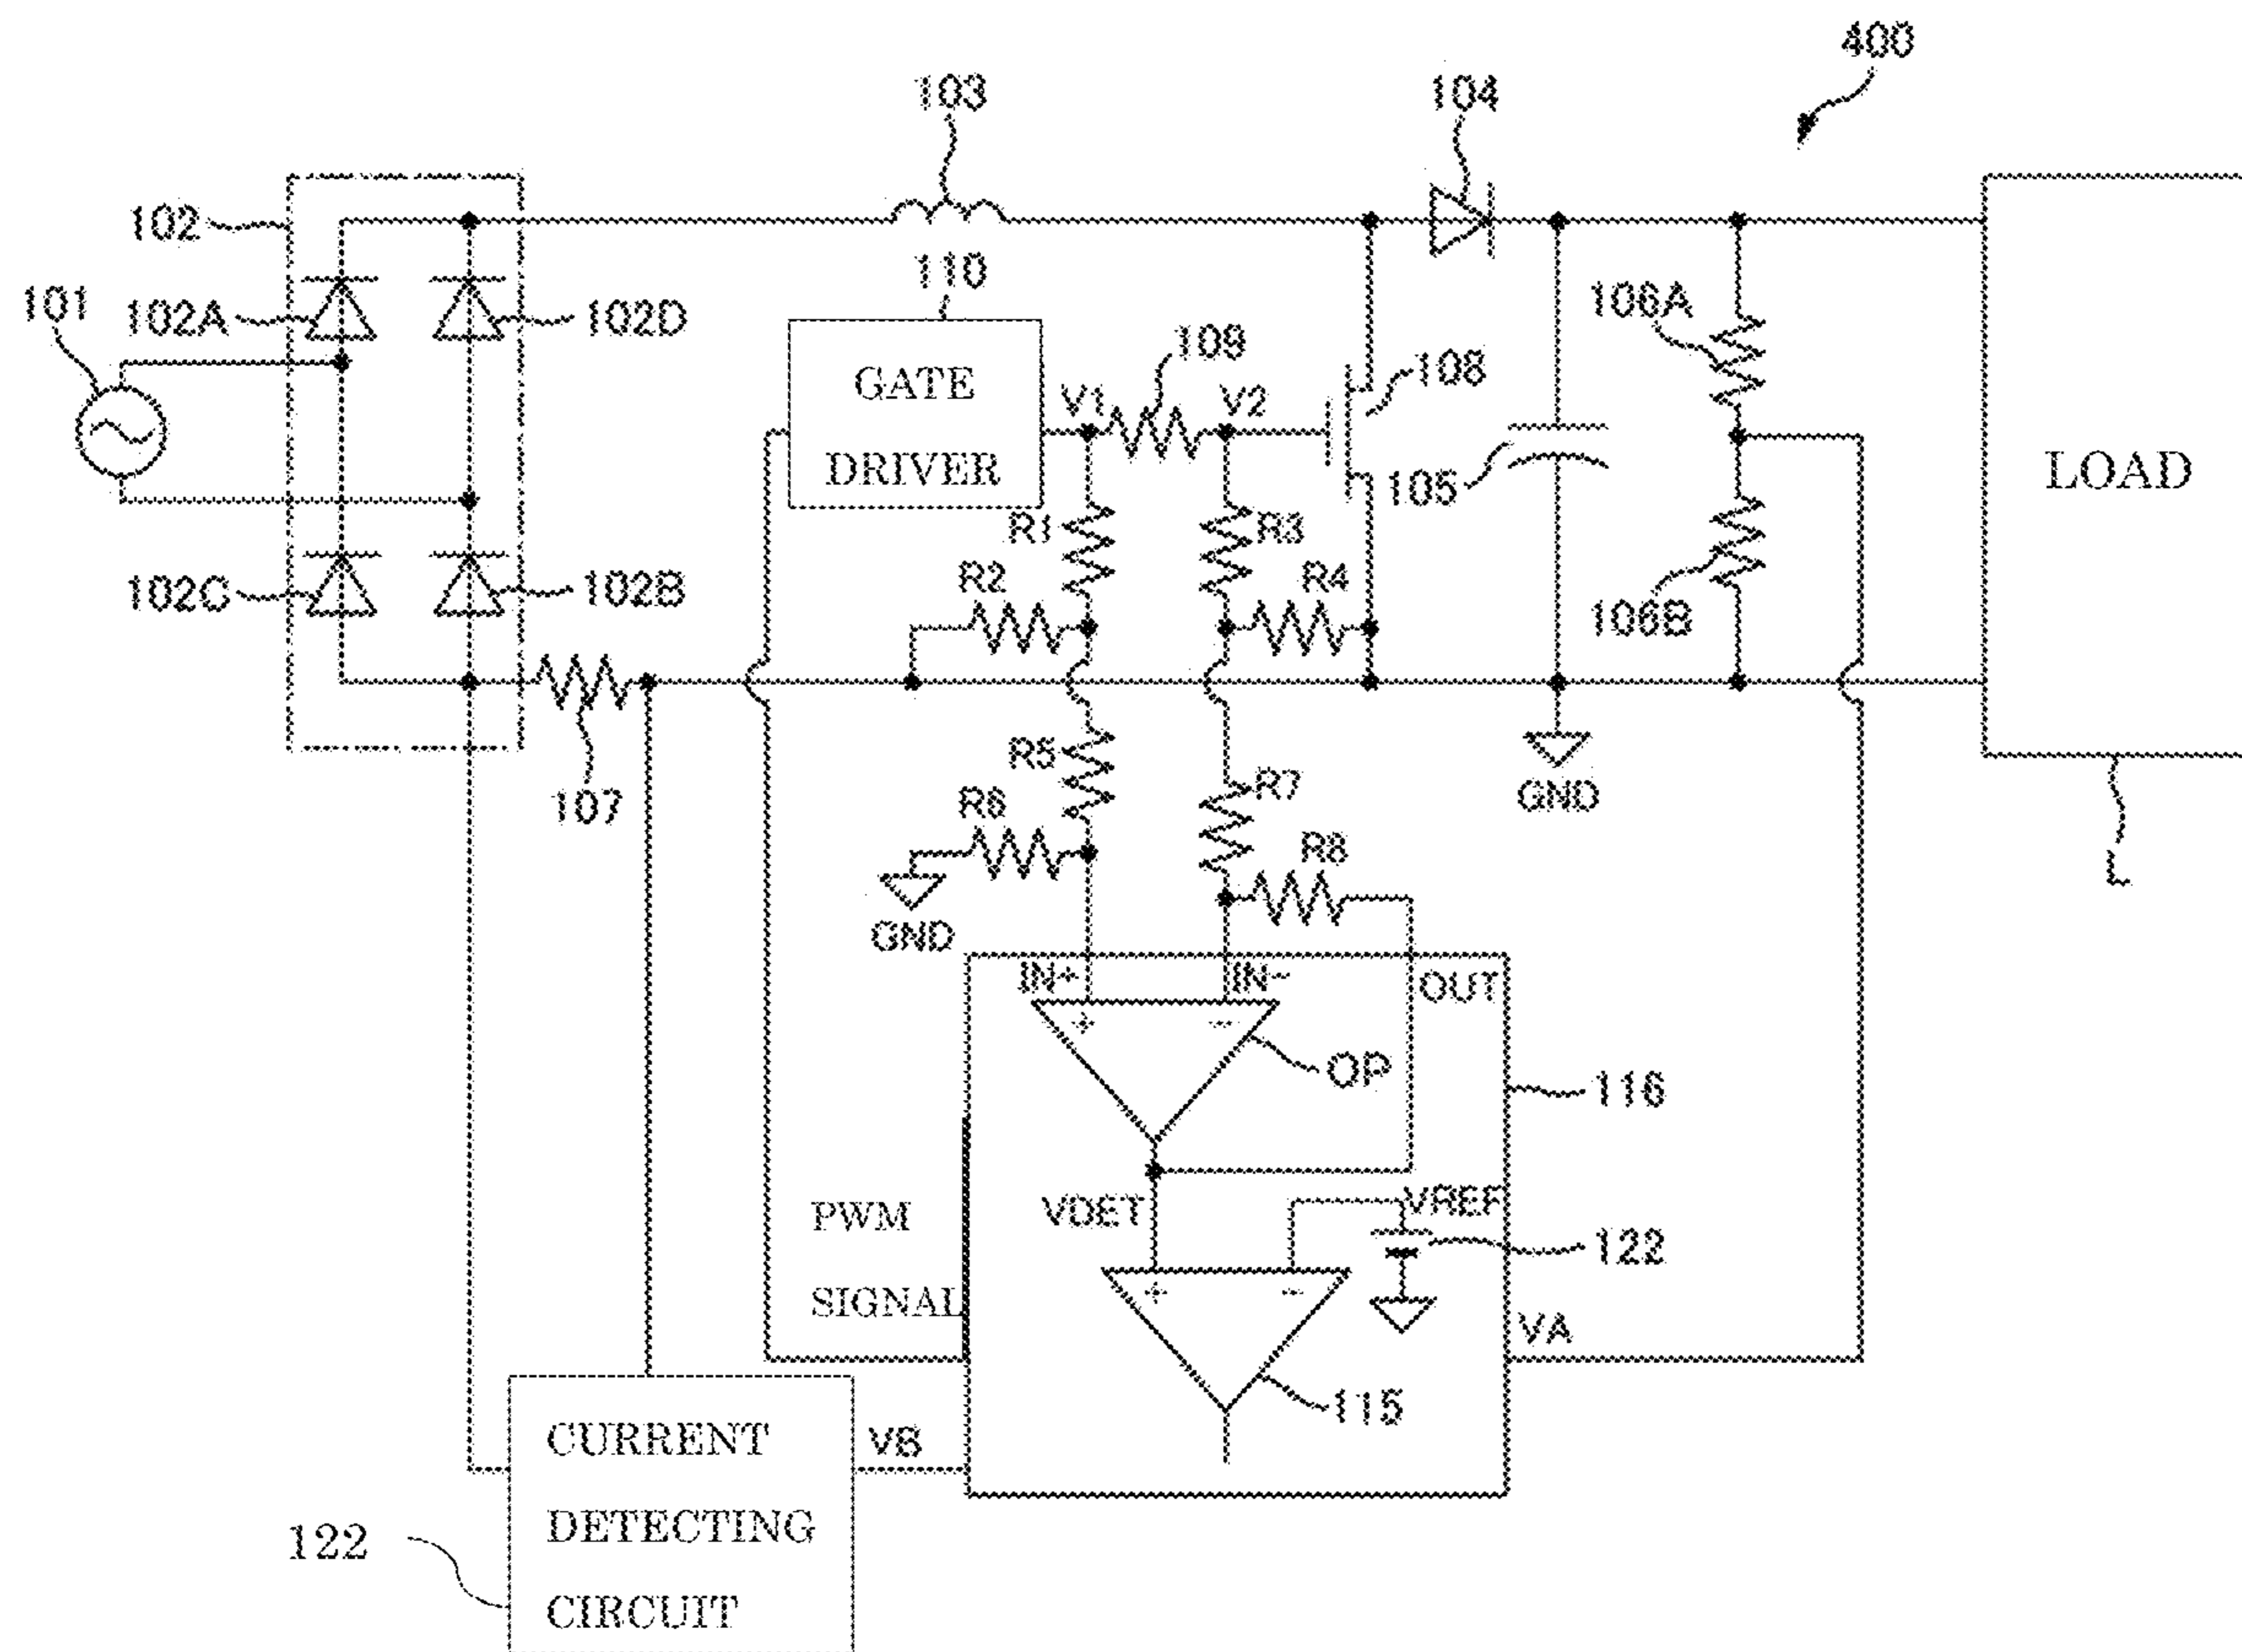 400
103
104
102
110
101
102A
102D
106A
109
GATE
DRIVER
V1
V2
108
105
LOAD
R1
R3
R2
R4
102C
102B
106B
107
R5
R7
R6
R8
GND
GND
L
IN+
IN-
OUT
+
-
OP
116
PWM
SIGNAL
VDET
VREF
122
+
-
VA
115
CURRENT
DETECTING
CIRCUIT
VB
122